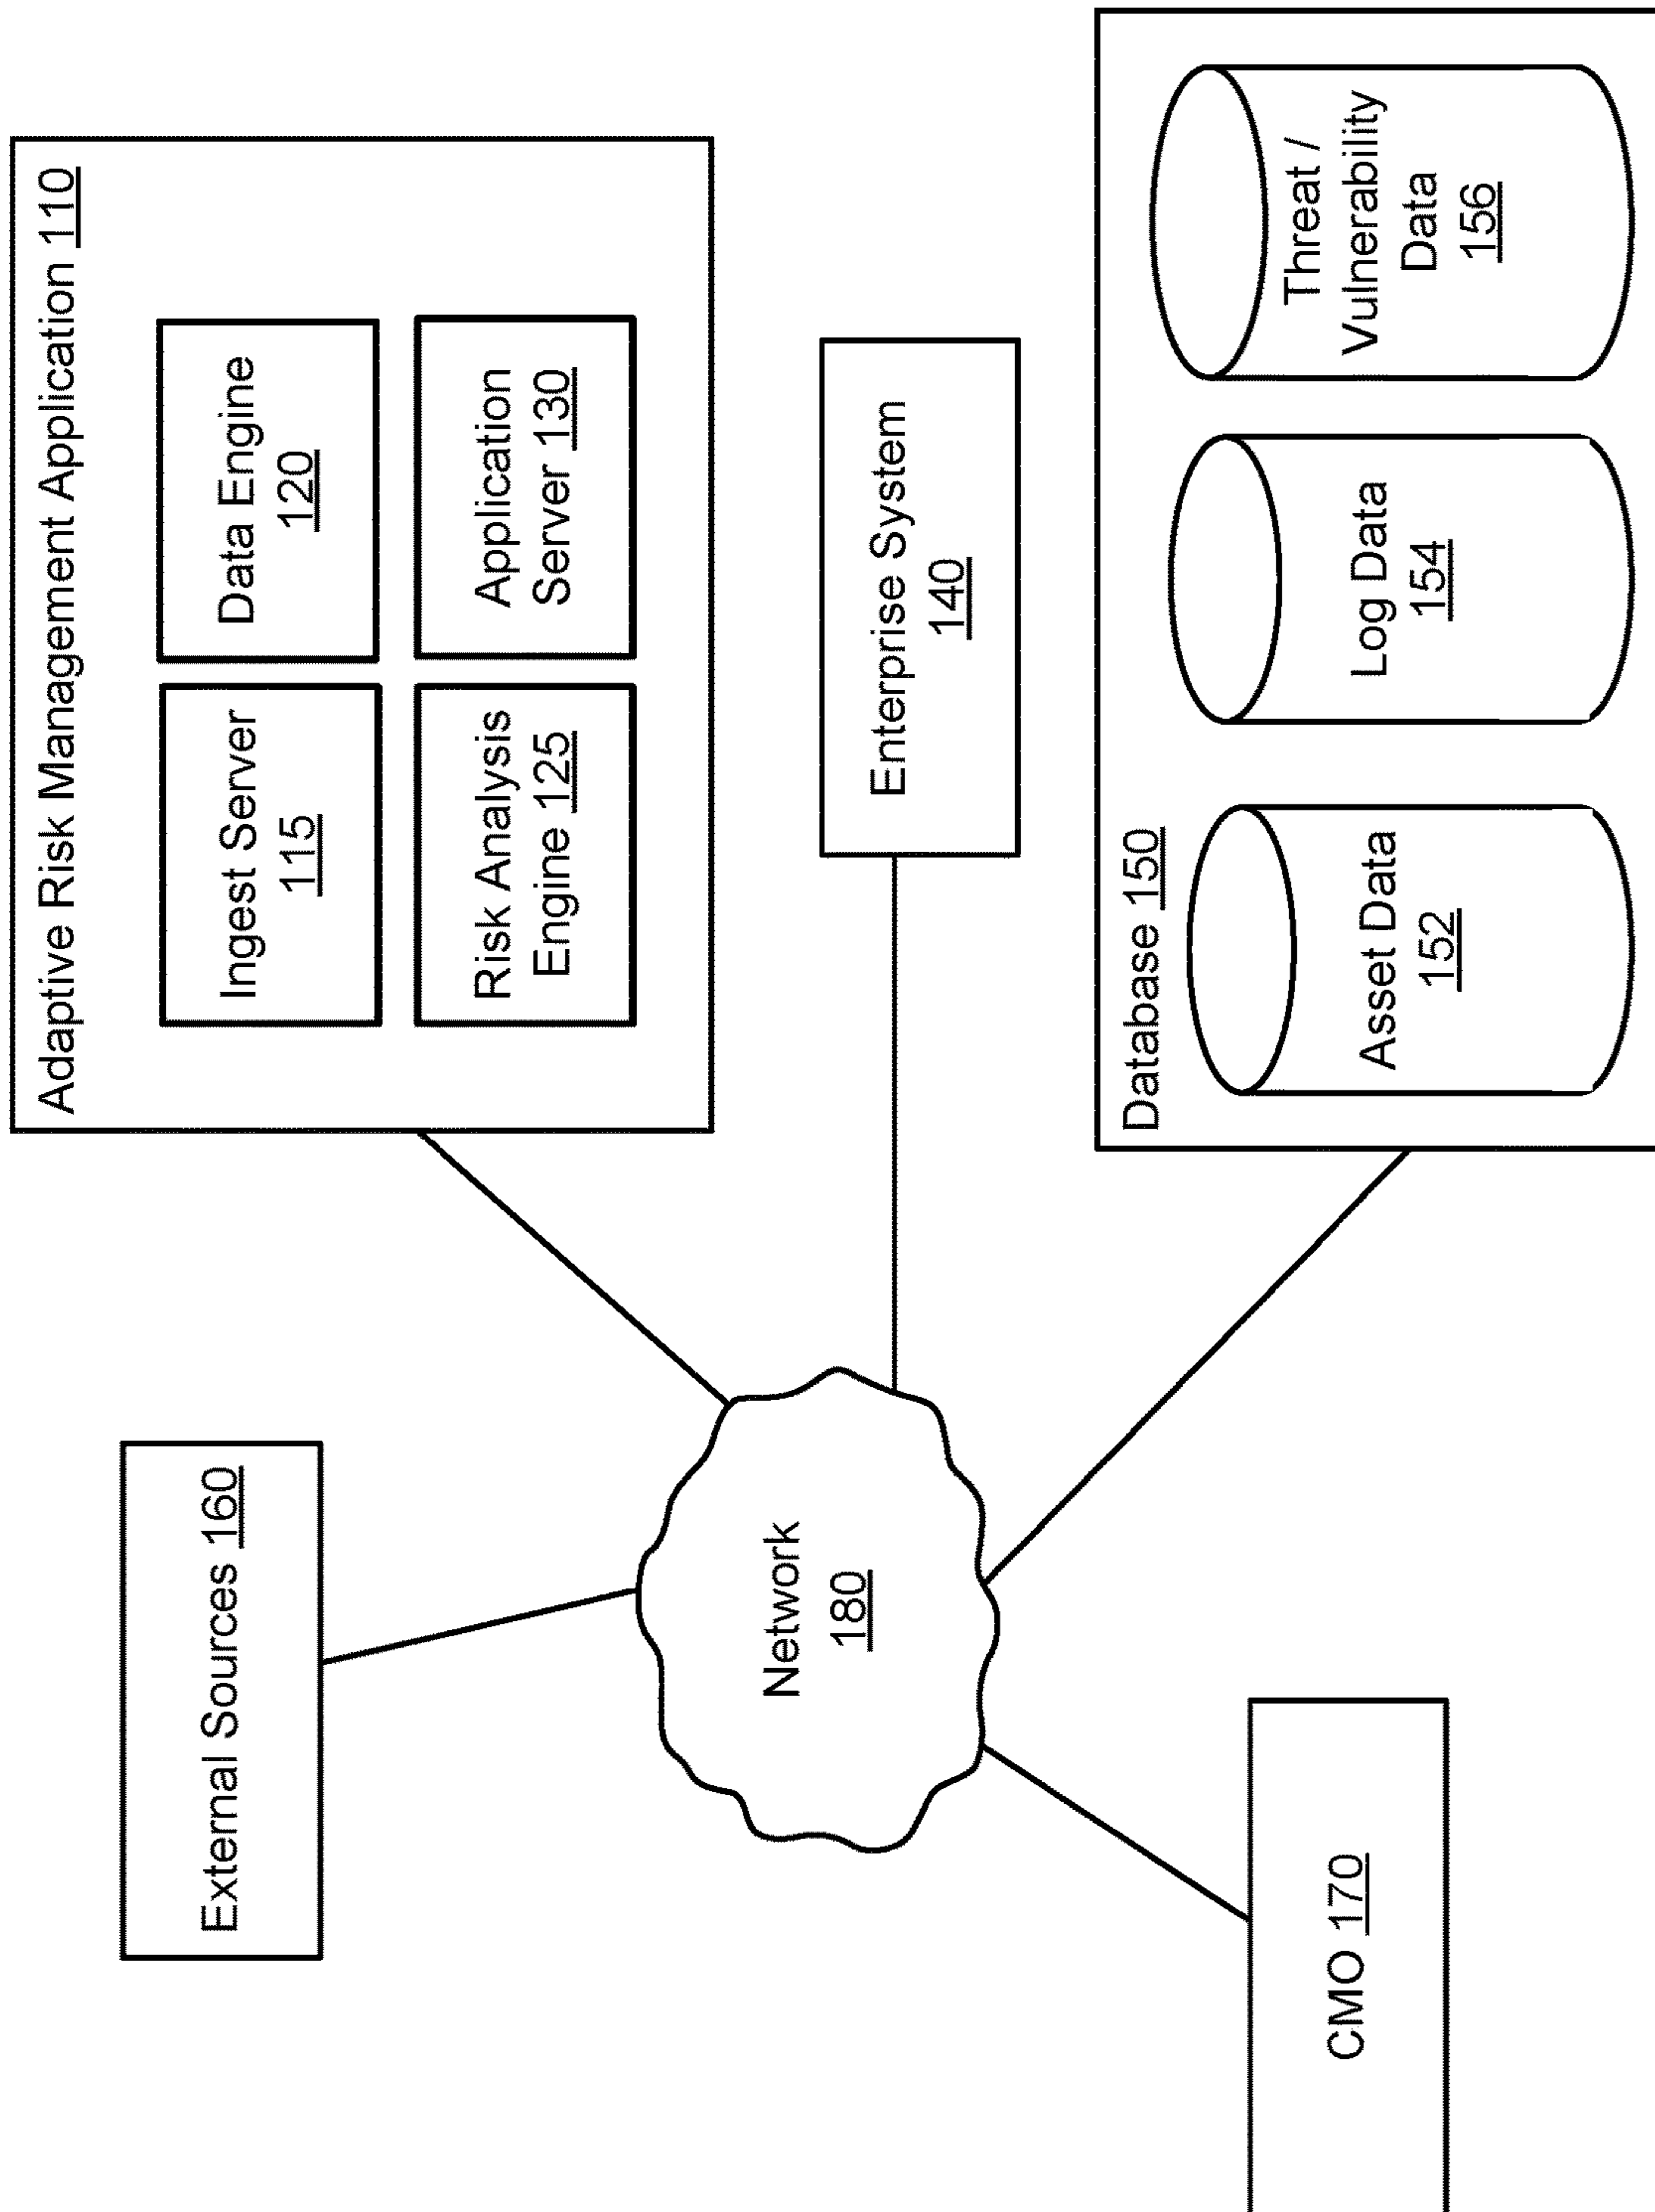 Adaptive Risk Management Application 110
Ingest Server
115
Data Engine
120
Risk Analysis
Engine 125
Application
Server 130
External Sources 160
Network
180
Enterprise System
140
CMO 170
Database 150
Asset Data
152
Log Data
154
Threat /
Vulnerability
Data
156